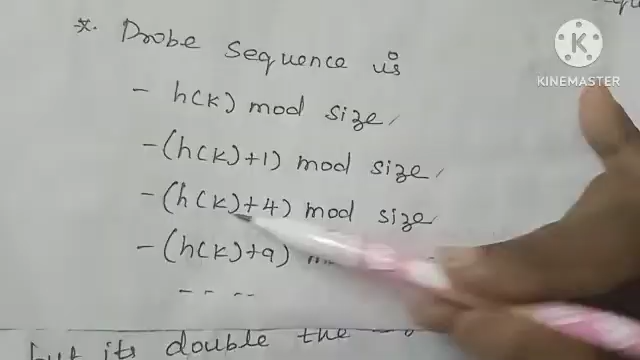 *. Probe sequence is
- h(k) mod size,
- (h(k)+1) mod size,
- (h(k)+4) mod size,
- (h(k)+9)
- - - -
but its double the
K
KINEMASTER